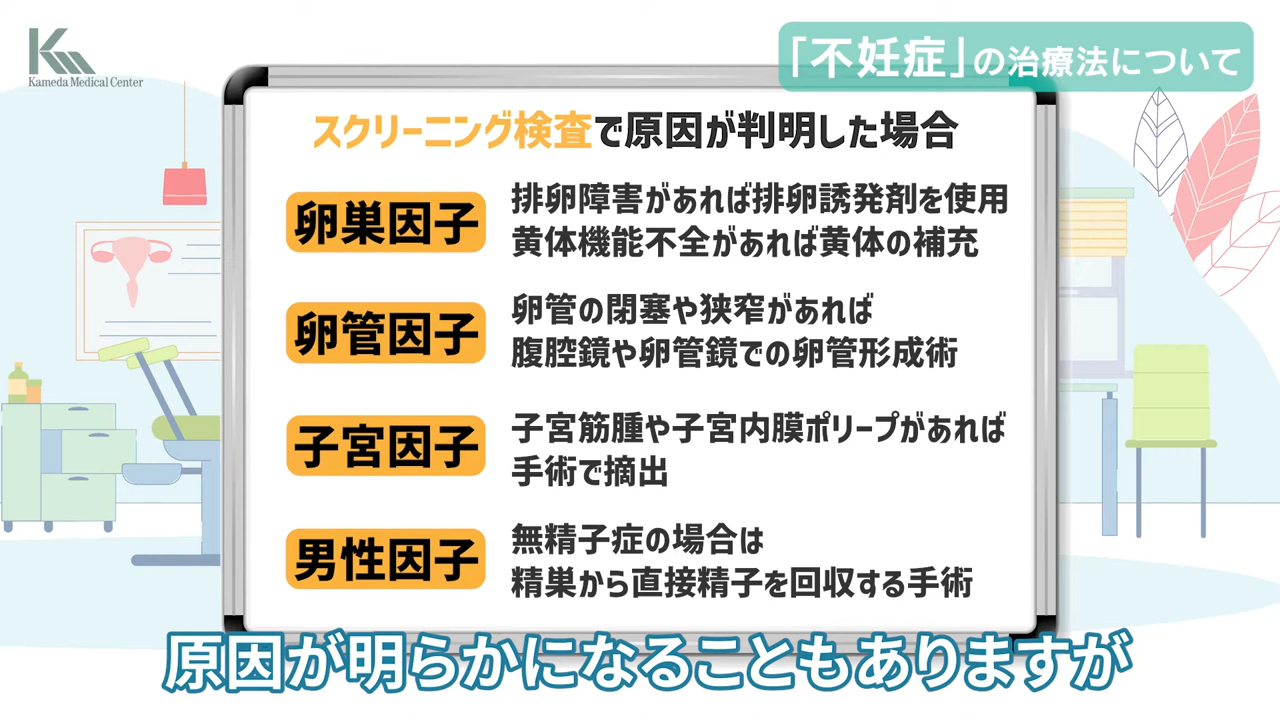 Kameda Medical Center
「不妊症」の治療法について
スクリーニング検査で原因が判明した場合
卵巣因子
排卵障害があれば排卵誘発剤を使用
黄体機能不全があれば黄体の補充
卵管因子
卵管の閉塞や狭窄があれば
腹腔鏡や卵管鏡での卵管形成術
子宮因子
子宮筋腫や子宮内膜ポリープがあれば
手術で摘出
男性因子
無精子症の場合は
精巣から直接精子を回収する手術
原因が明らかになることもありますが